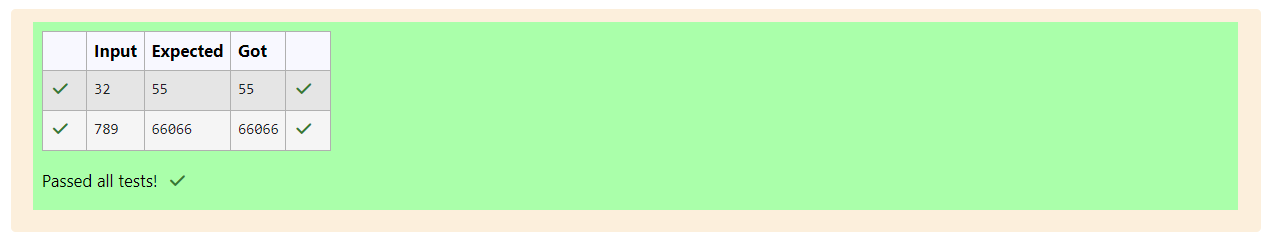 Input Expected Got
32 55 55
789 66066 66066
Passed all tests!